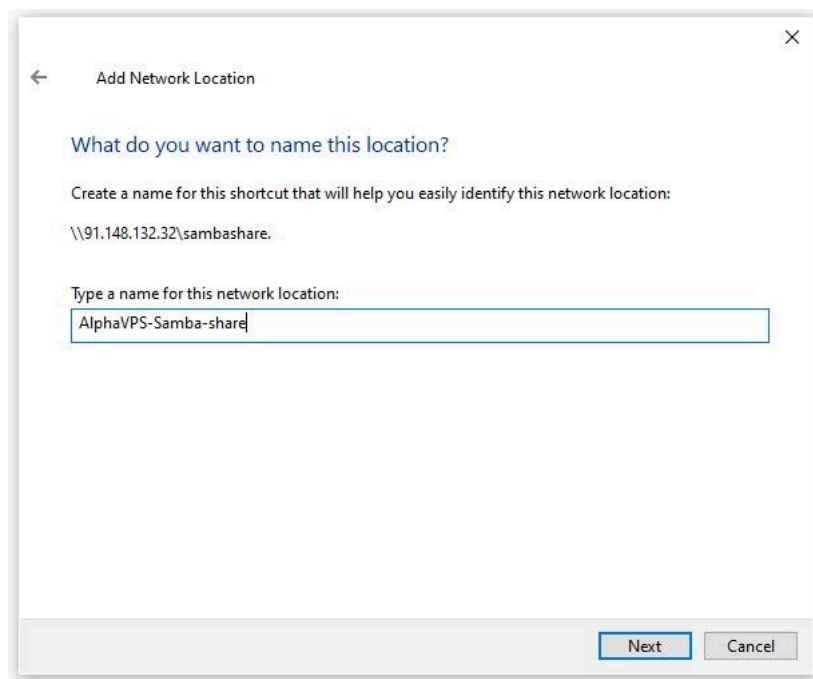 Add Network Location
What do you want to name this location?
Create a name for this shortcut that will help you easily identify this network location:
\\91.148.132.32\sambashare.
Type a name for this network location:
AlphaVPS-Samba-share
Next
Cancel